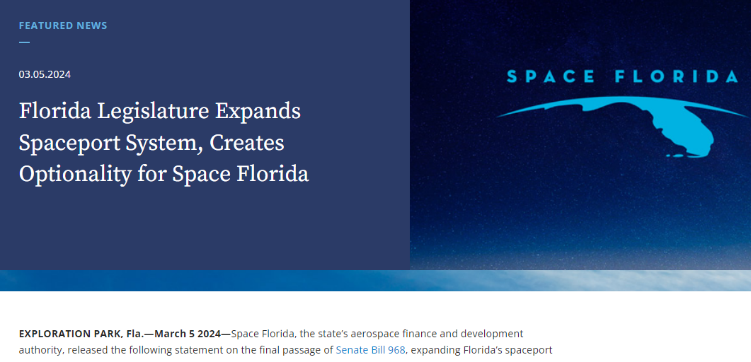 FEATURED NEWS
03.05.2024
Florida Legislature Expands
Spaceport System, Creates
Optionality for Space Florida
SPACE FLORIDA
EXPLORATION PARK, Fla.—March 5 2024—Space Florida, the state's aerospace finance and development
authority, released the following statement on the final passage of Senate Bill 968, expanding Florida's spaceport